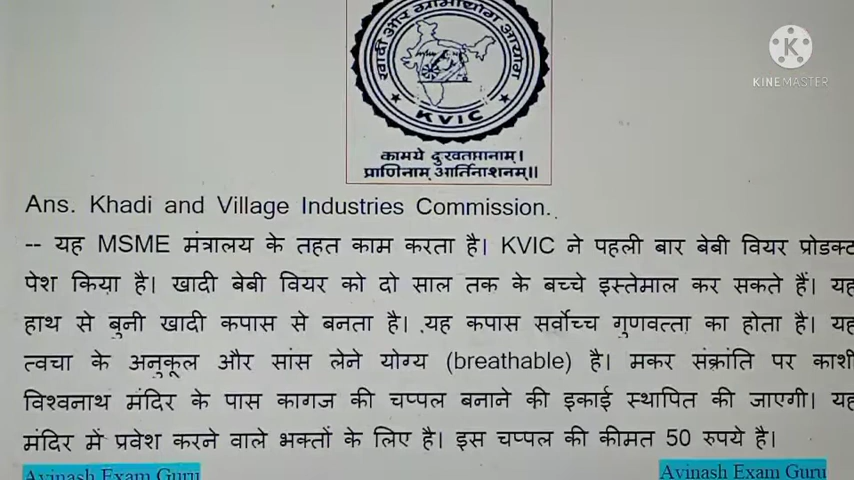 खादी और ग्रामोद्योग आयोग
KVIC
K
KINEMASTER
कामये दुःखतप्तानाम्।
प्राणिनाम् आर्तिनाशनम्॥
Ans. Khadi and Village Industries Commission.
-- यह MSME मंत्रालय के तहत काम करता है। KVIC ने पहली बार बेबी वियर प्रोडक्ट
पेश किया है। खादी बेबी वियर को दो साल तक के बच्चे इस्तेमाल कर सकते हैं। यह
हाथ से बुनी खादी कपास से बनता है। यह कपास सर्वोच्च गुणवत्ता का होता है। यह
त्वचा के अनुकूल और सांस लेने योग्य (breathable) है। मकर संक्रांति पर काशी
विश्वनाथ मंदिर के पास कागज की चप्पल बनाने की इकाई स्थापित की जाएगी। यह
मंदिर में प्रवेश करने वाले भक्तों के लिए है। इस चप्पल की कीमत 50 रुपये है।
Avinash Exam Guru Avinash Exam Guru